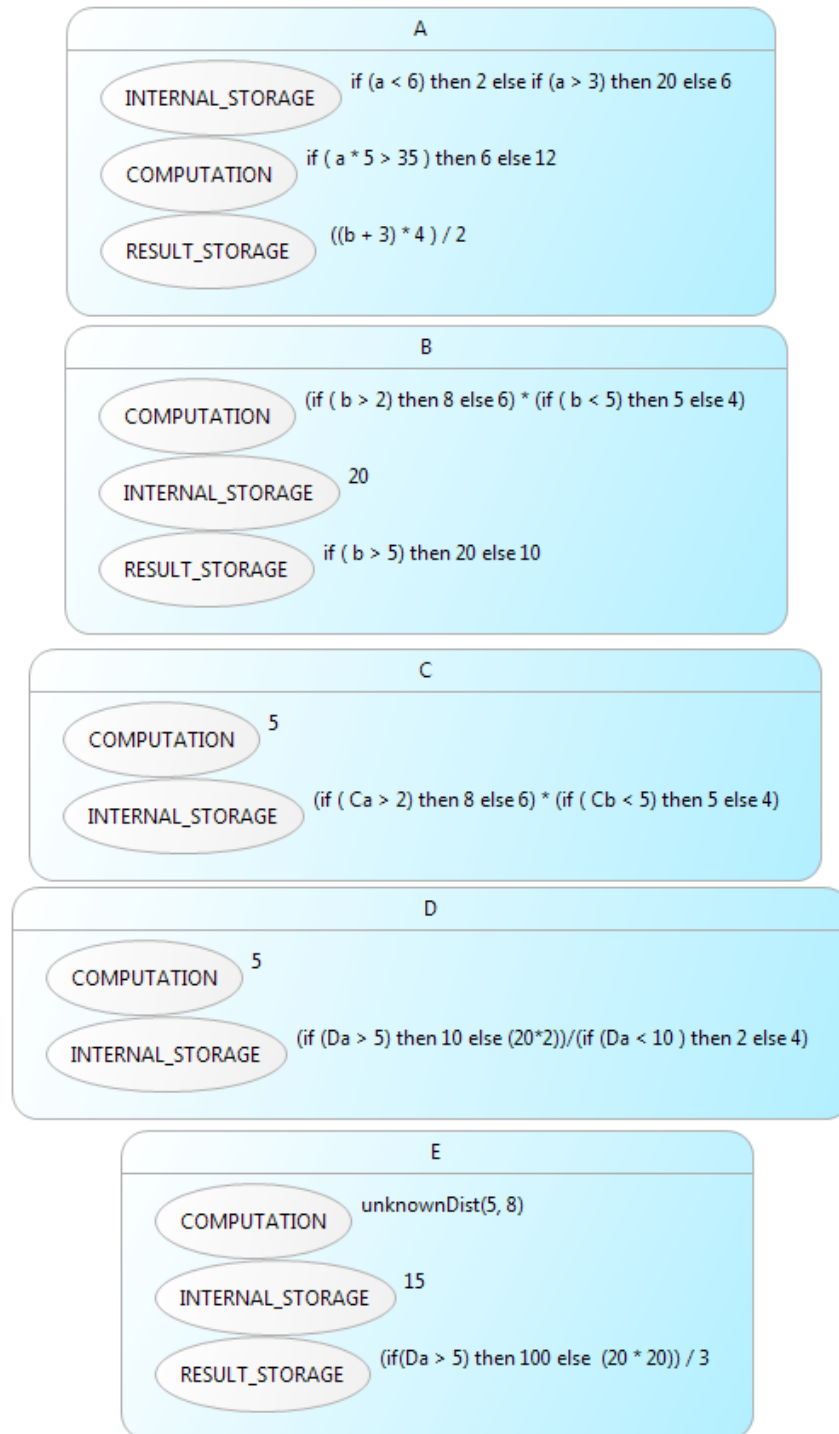 A
INTERNAL_STORAGE if (a < 6) then 2 else if (a > 3) then 20 else 6
COMPUTATION if ( a * 5 > 35 ) then 6 else 12
RESULT_STORAGE ((b + 3) * 4 ) / 2
B
COMPUTATION (if ( b > 2) then 8 else 6) * (if ( b < 5) then 5 else 4)
INTERNAL_STORAGE 20
RESULT_STORAGE if ( b > 5) then 20 else 10
C
COMPUTATION 5
INTERNAL_STORAGE (if ( Ca > 2) then 8 else 6) * (if ( Cb < 5) then 5 else 4)
D
COMPUTATION 5
INTERNAL_STORAGE (if (Da > 5) then 10 else (20*2))/(if (Da < 10 ) then 2 else 4)
E
COMPUTATION unknownDist(5, 8)
INTERNAL_STORAGE 15
RESULT_STORAGE (if(Da > 5) then 100 else  (20 * 20)) / 3